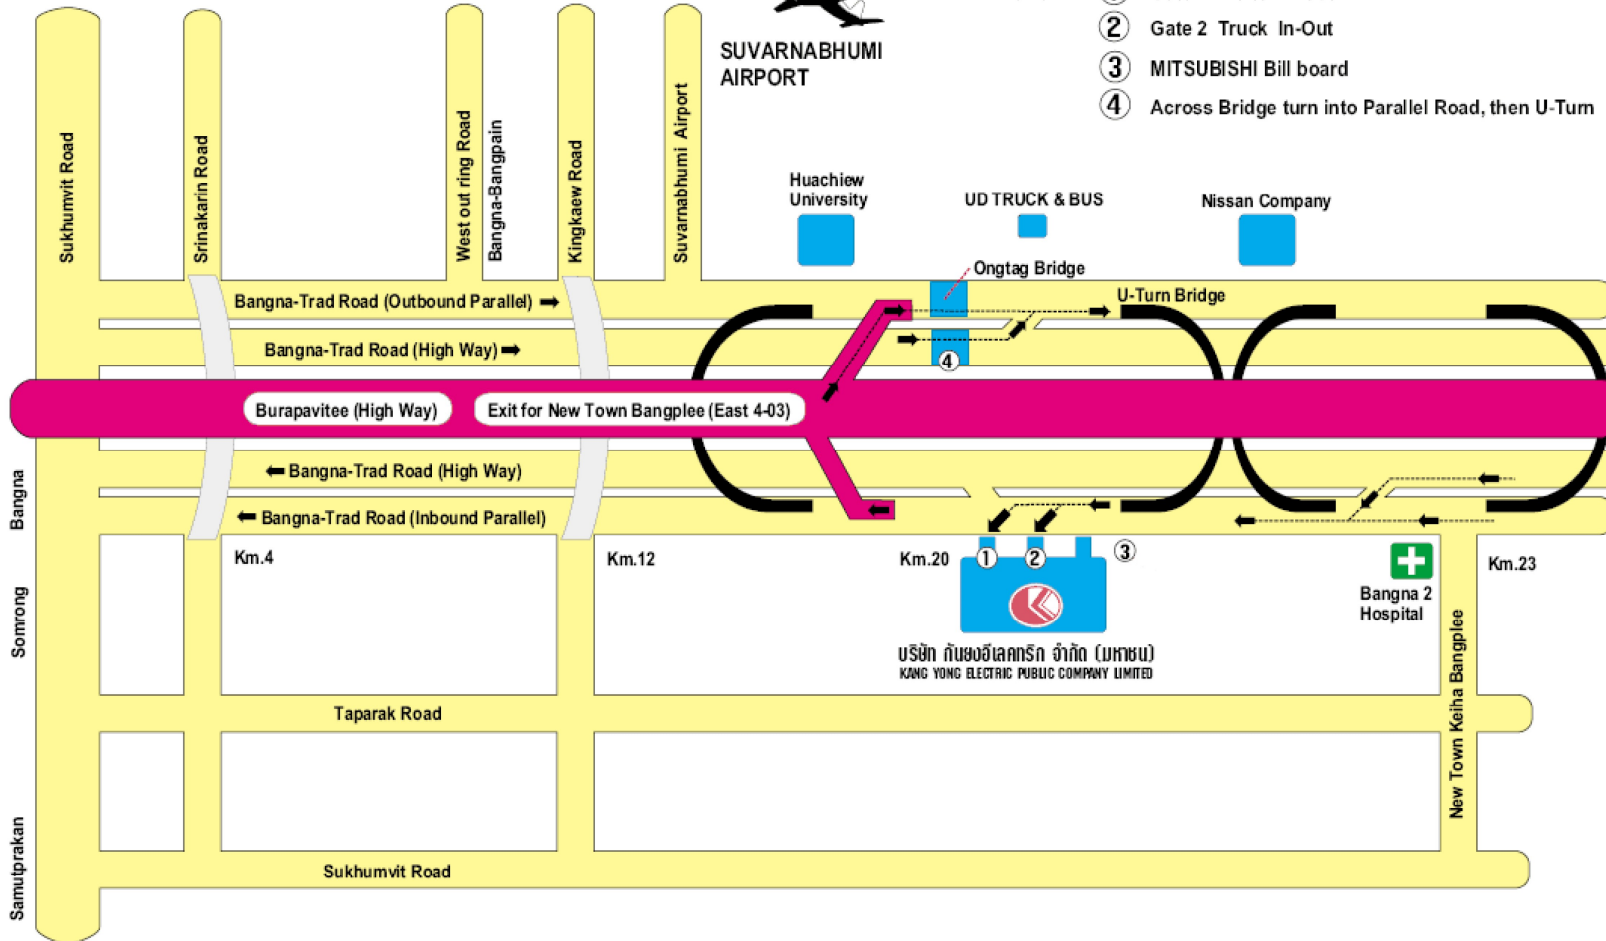 SUVARNABHUMI
AIRPORT
② Gate 2 Truck In-Out
③ MITSUBISHI Bill board
④ Across Bridge turn into Parallel Road, then U-Turn
Sukhumvit Road
Srinakarin Road
West out ring Road
Bangna-Bangpain
Kingkaew Road
Suvarnabhumi Airport
Huachiew
University
UD TRUCK & BUS
Nissan Company
Ongtag Bridge
U-Turn Bridge
Bangna-Trad Road (Outbound Parallel)
Bangna-Trad Road (High Way)
④
Burapavitee (High Way)
Exit for New Town Bangplee (East 4-03)
Bangna-Trad Road (High Way)
Bangna-Trad Road (Inbound Parallel)
Bangna
Somrong
Samutprakan
Km.4
Km.12
Km.20
① ② ③
Km.23
Bangna 2
Hospital
บริษัท กันยงอีเลคทริก จำกัด (มหาชน)
KANG YONG ELECTRIC PUBLIC COMPANY LIMITED
New Town Keiha Bangplee
Taparak Road
Sukhumvit Road